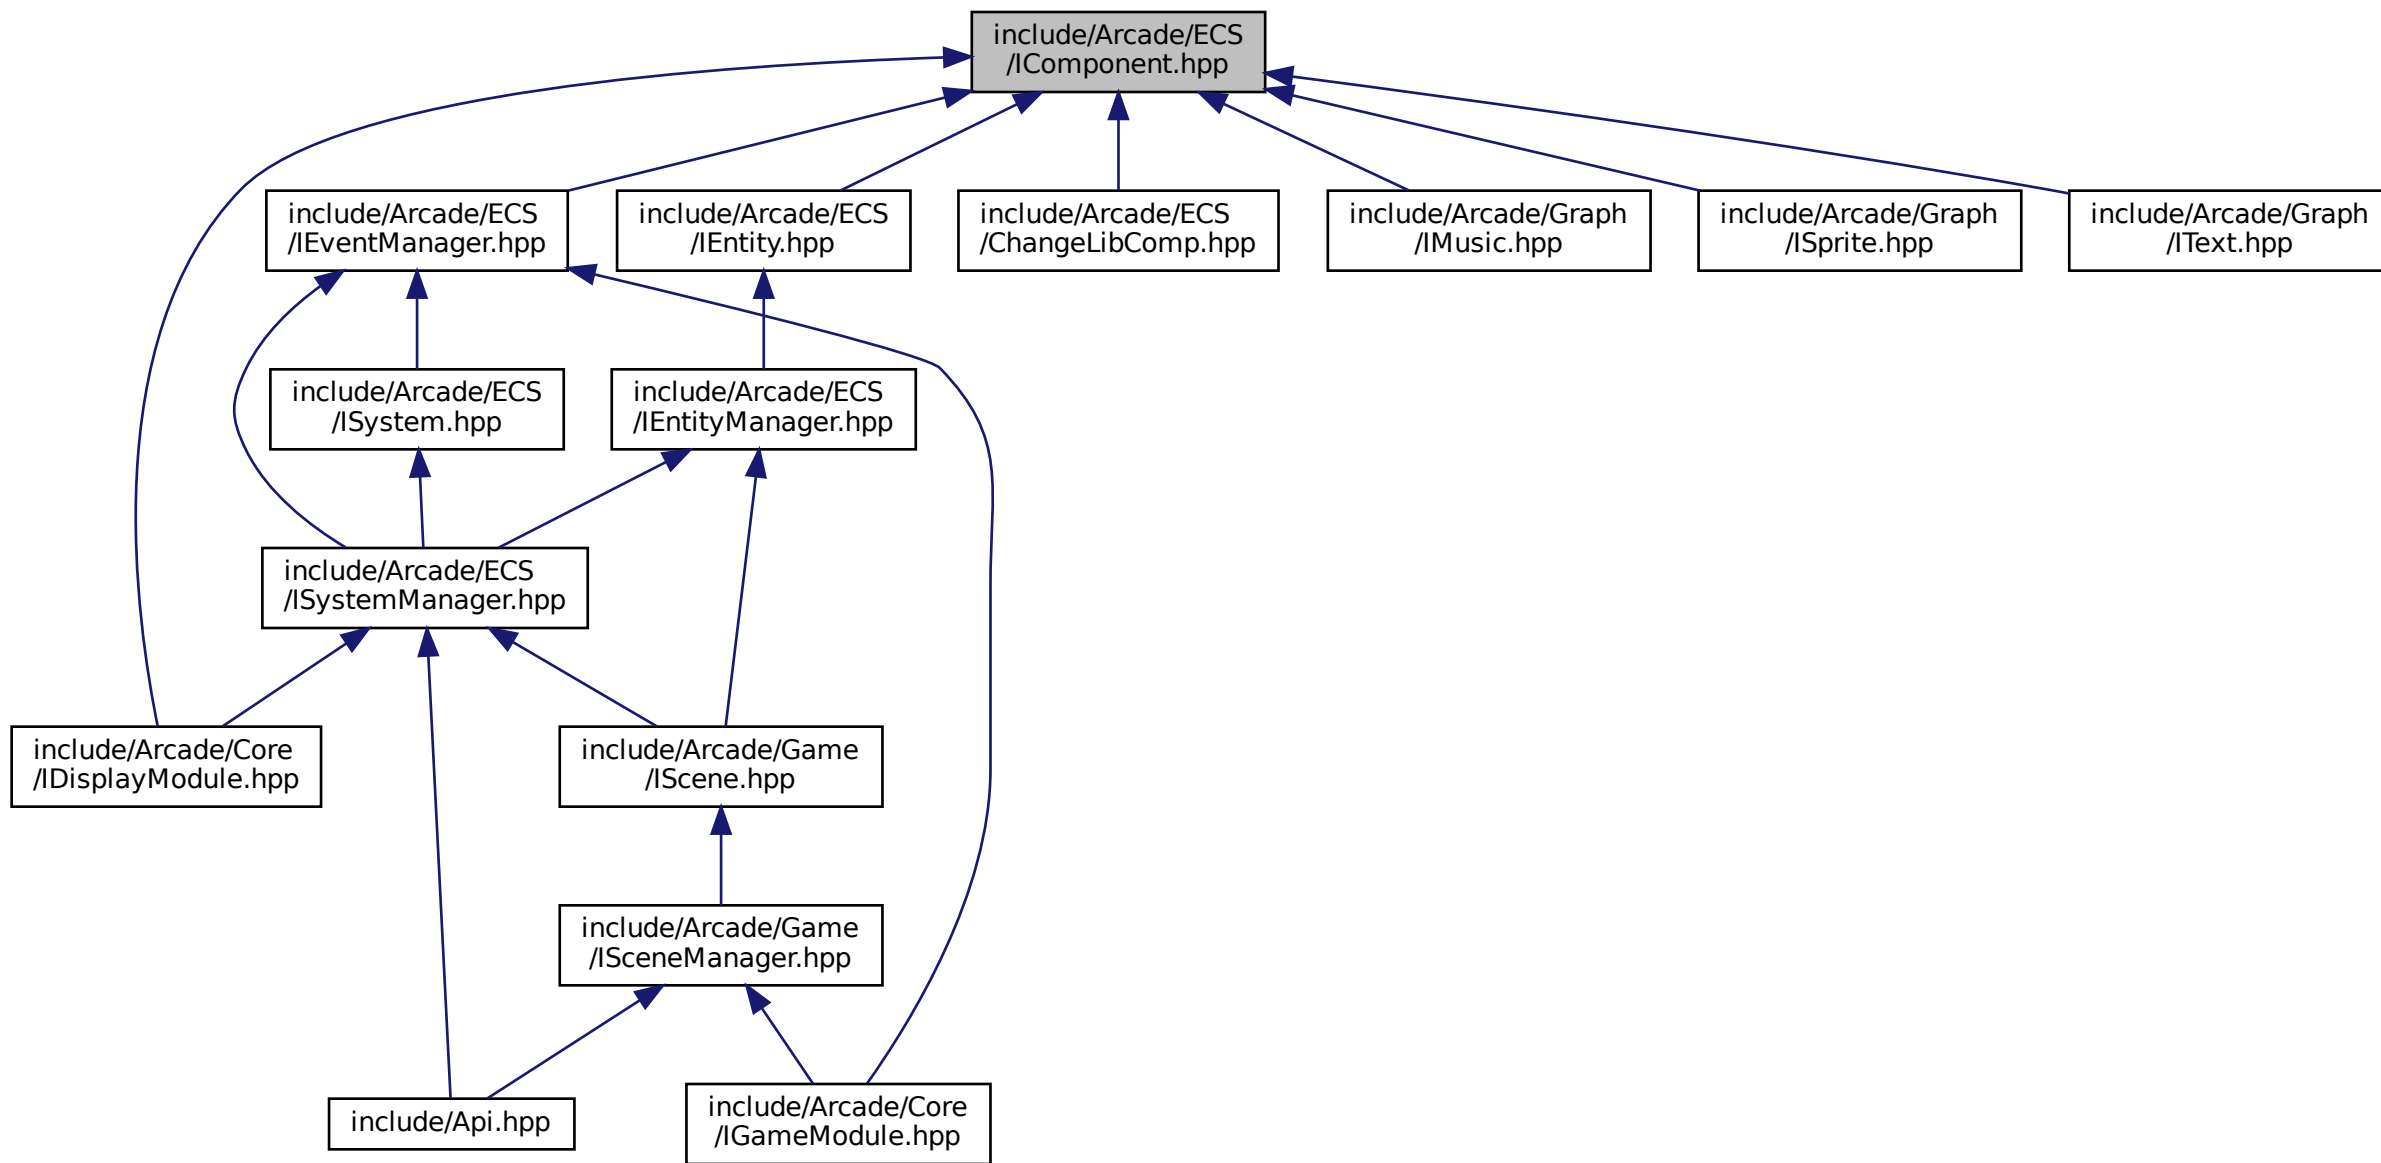 include/Arcade/ECS
/IComponent.hpp
include/Arcade/ECS
/IEventManager.hpp
include/Arcade/ECS
/IEntity.hpp
include/Arcade/ECS
/ChangeLibComp.hpp
include/Arcade/Graph
/IMusic.hpp
include/Arcade/Graph
/ISprite.hpp
include/Arcade/Graph
/IText.hpp
include/Arcade/ECS
/ISystem.hpp
include/Arcade/ECS
/IEntityManager.hpp
include/Arcade/ECS
/ISystemManager.hpp
include/Arcade/Core
/IDisplayModule.hpp
include/Arcade/Game
/IScene.hpp
include/Arcade/Game
/ISceneManager.hpp
include/Api.hpp
include/Arcade/Core
/IGameModule.hpp